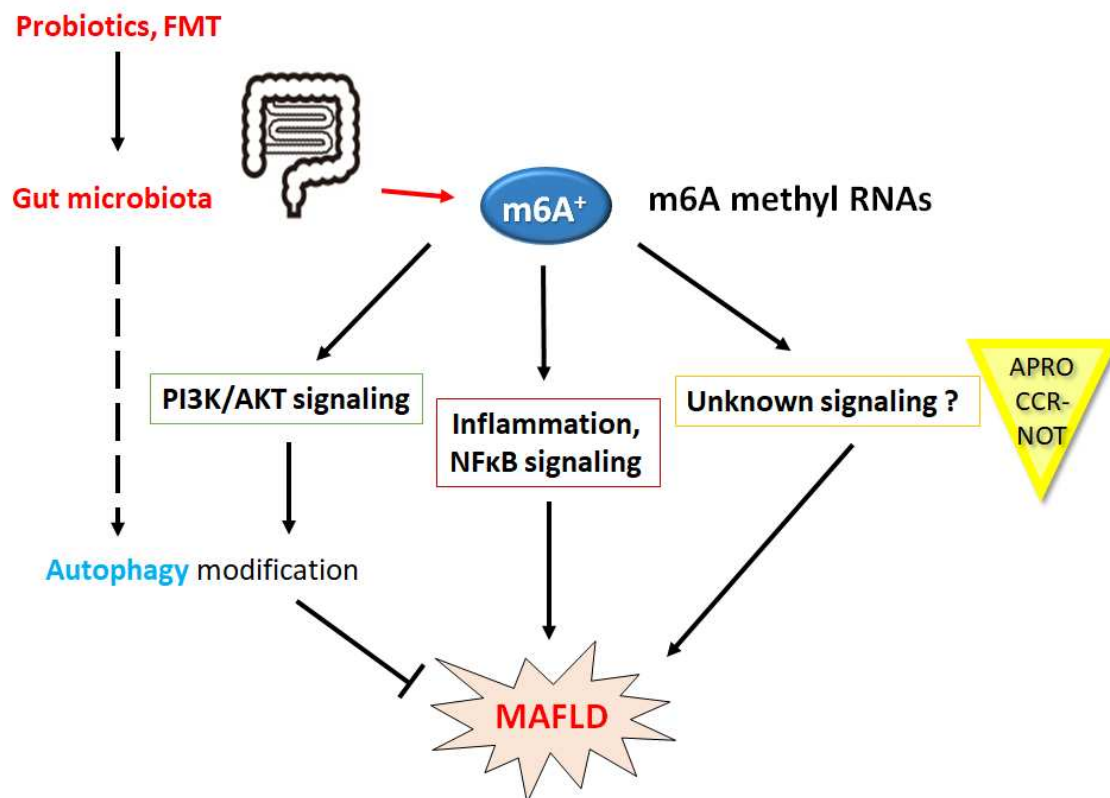 Probiotics, FMT
Gut microbiota
m6A⁺
m6A methyl RNAs
PI3K/AKT signaling
Inflammation,
NFκB signaling
Unknown signaling ?
APRO
CCR-
NOT
Autophagy modification
MAFLD